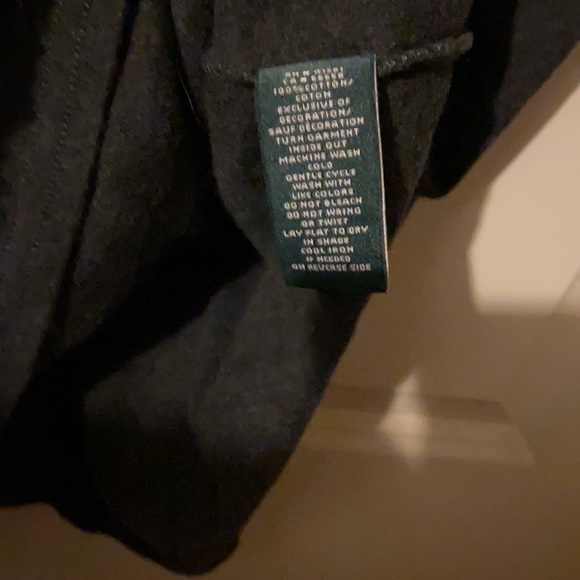 100% COTTON/
COTON
EXCLUSIVE OF
DECORATION/
SAUF DÉCORATION
TURN GARMENT
INSIDE OUT
MACHINE WASH
COLD
GENTLE CYCLE
WASH WITH
LIKE COLORS
DO NOT BLEACH
DO NOT WRING
OR TWIST
LAY FLAT TO DRY
IN SHADE
COOL IRON
IF NEEDED
ON REVERSE SIDE